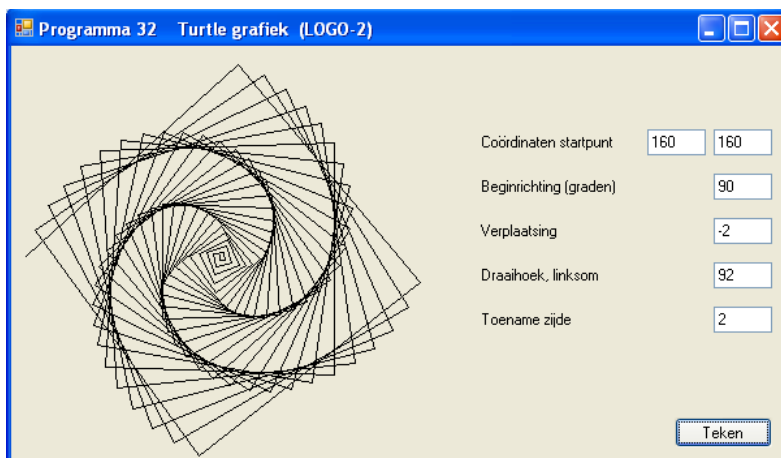 Programma 32 Turtle grafiek (LOGO-2)
Coördinaten startpunt 160 160
Beginrichting (graden) 90
Verplaatsing -2
Draaihoek, linksom 92
Toename zijde 2
Teken